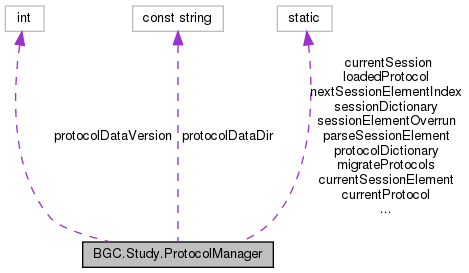 int
const string
static
currentSession
loadedProtocol
nextSessionElementIndex
sessionDictionary
sessionElementOverrun
parseSessionElement
protocolDictionary
migrateProtocols
currentSessionElement
currentProtocol
...
protocolDataVersion
protocolDataDir
BGC.Study.ProtocolManager